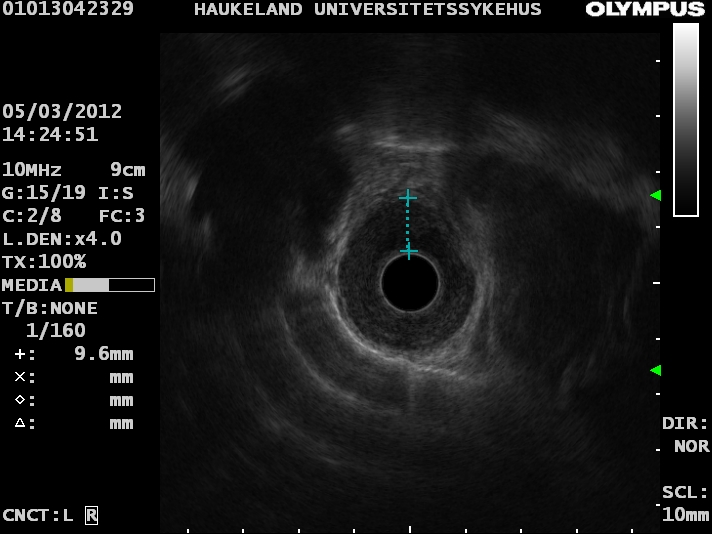 01013042329 HAUKELAND UNIVERSITETSSYKEHUS OLYMPUS
05/03/2012
14:24:51
10MHz 9cm
G:15/19 I:S
C:2/8 FC:3
L.DEN:x4.0
TX:100%
MEDIA
T/B:NONE
1/160
+: 9.6mm
×: mm
◇: mm
△: mm
DIR:
NOR
SCL:
10mm
CNCT:L R